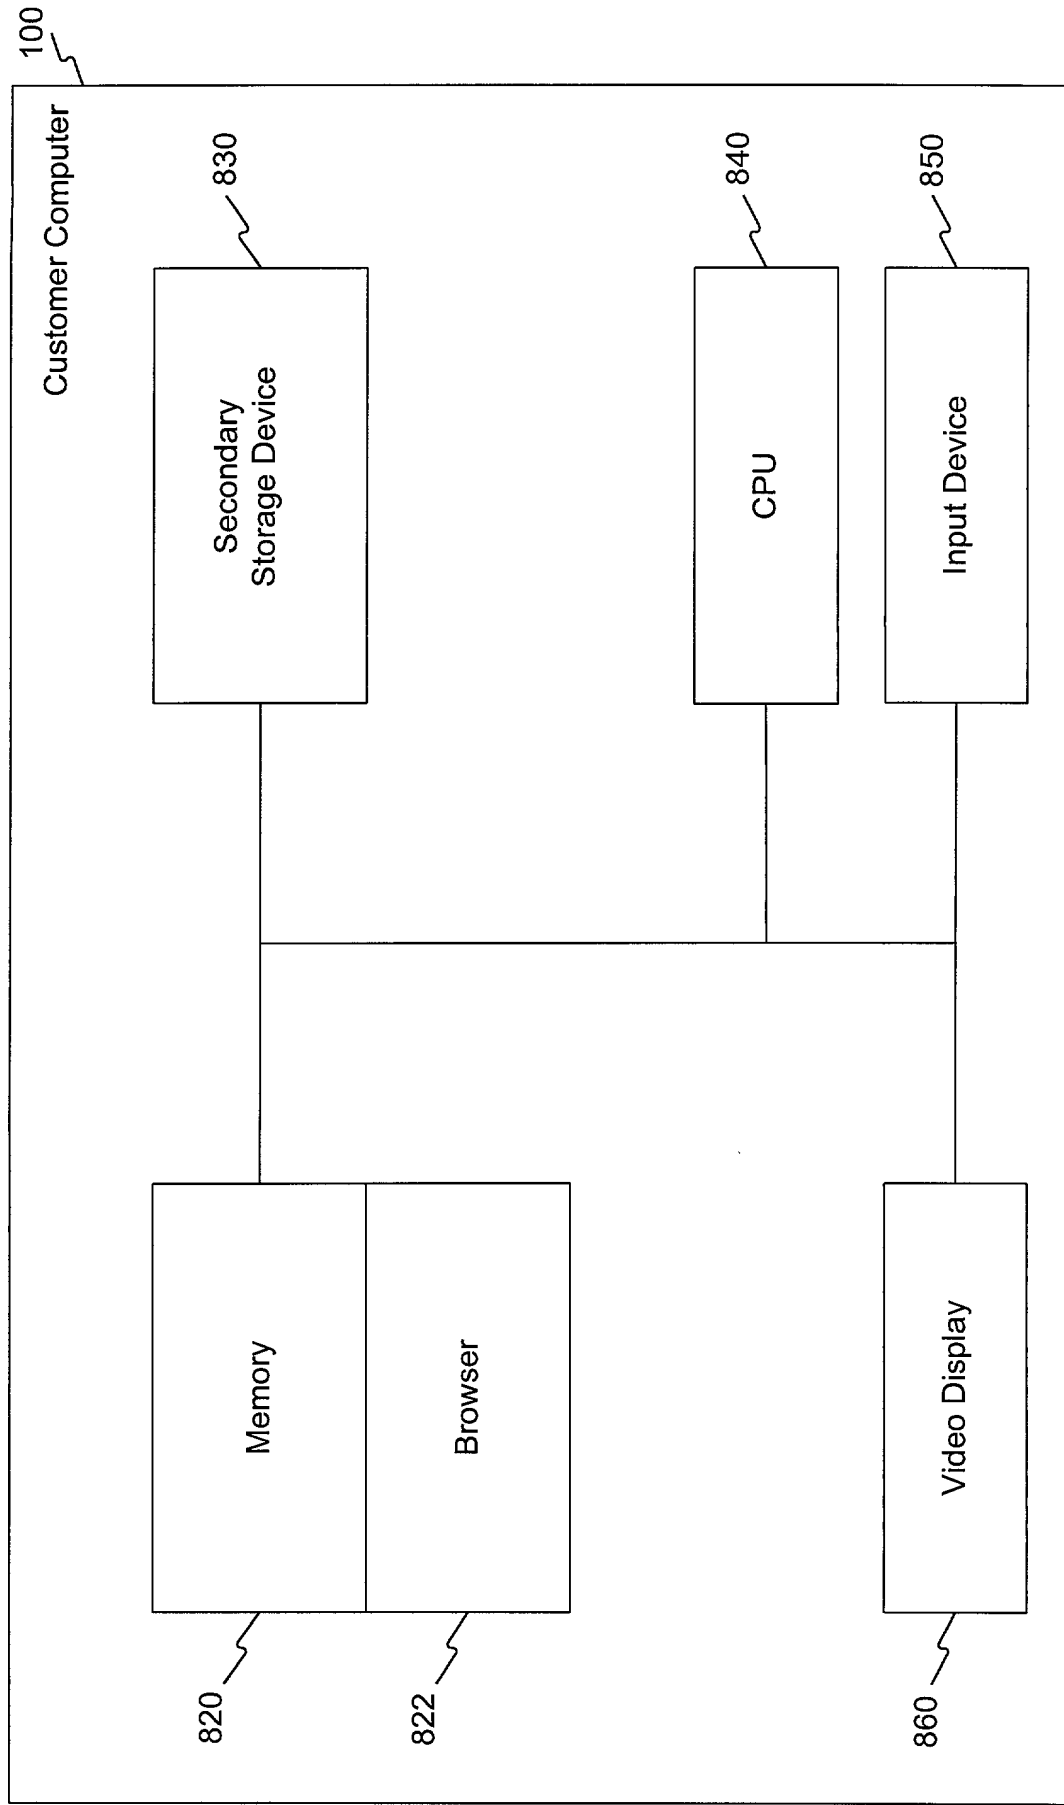 Customer Computer
100
820
Memory
822
Browser
Secondary
Storage Device
830
CPU
840
860
Video Display
Input Device
850